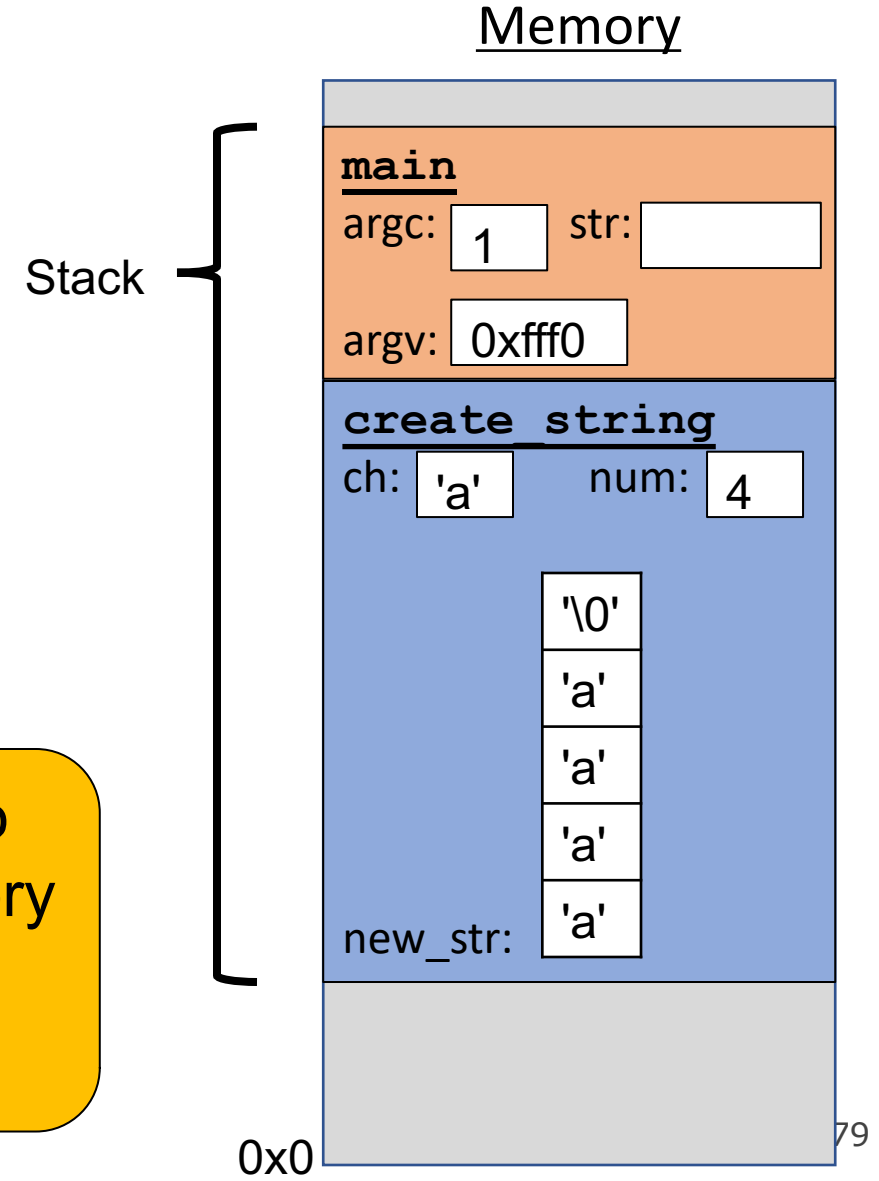 Memory
main
argc: 1 str:
Stack
argv: 0xfff0
create_string
ch: 'a' num: 4
'\0'
'a'
'a'
'a'
new_str: 'a'
0x0
79